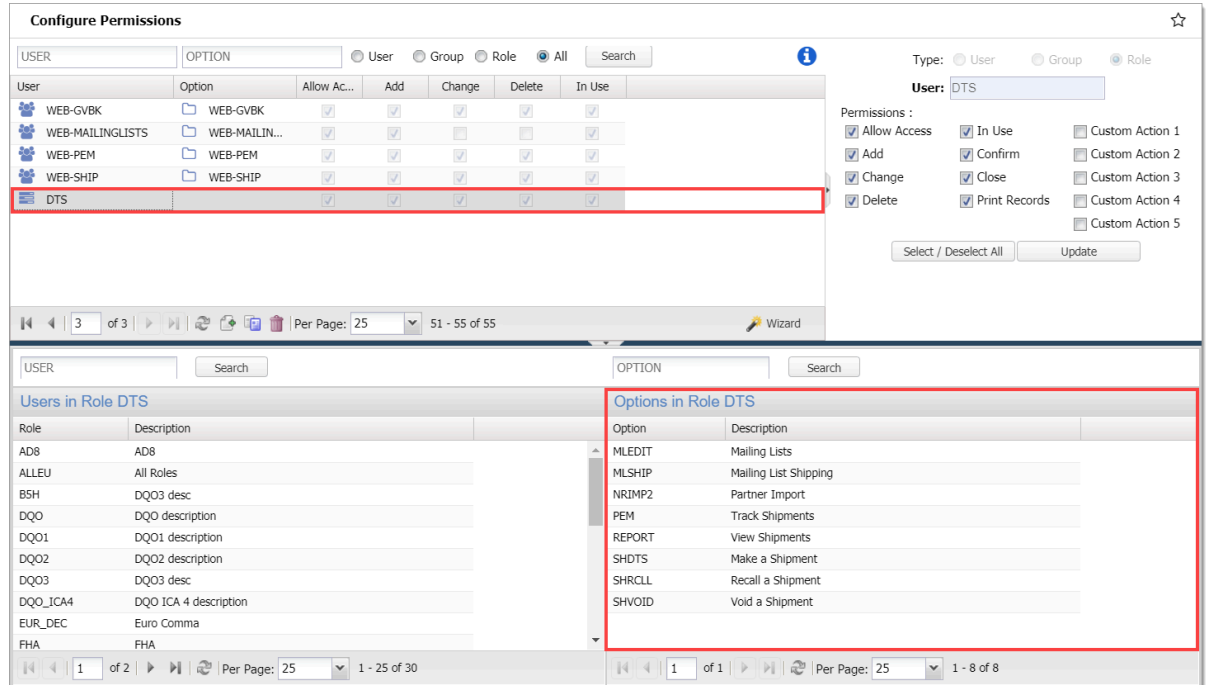 Configure Permissions
USER OPTION User Group Role All Search
User Option Allow Ac... Add Change Delete In Use
WEB-GVBK WEB-GVBK
WEB-MAILINGLISTS WEB-MAILIN...
WEB-PEM WEB-PEM
WEB-SHIP WEB-SHIP
DTS
3 of 3 Per Page: 25 51 - 55 of 55 Wizard
Type: User Group Role
User: DTS
Permissions :
Allow Access In Use Custom Action 1
Add Confirm Custom Action 2
Change Close Custom Action 3
Delete Print Records Custom Action 4
Custom Action 5
Select / Deselect All Update
USER Search
Users in Role DTS
Role Description
AD8 AD8
ALLEU All Roles
B5H DQO3 desc
DQO DQO description
DQO1 DQO1 description
DQO2 DQO2 description
DQO3 DQO3 desc
DQO_ICA4 DQO ICA 4 description
EUR_DEC Euro Comma
FHA FHA
1 of 2 Per Page: 25 1 - 25 of 30
OPTION Search
Options in Role DTS
Option Description
MLEDIT Mailing Lists
MLSHIP Mailing List Shipping
NRIMP2 Partner Import
PEM Track Shipments
REPORT View Shipments
SHDTS Make a Shipment
SHRCLL Recall a Shipment
SHVOID Void a Shipment
1 of 1 Per Page: 25 1 - 8 of 8